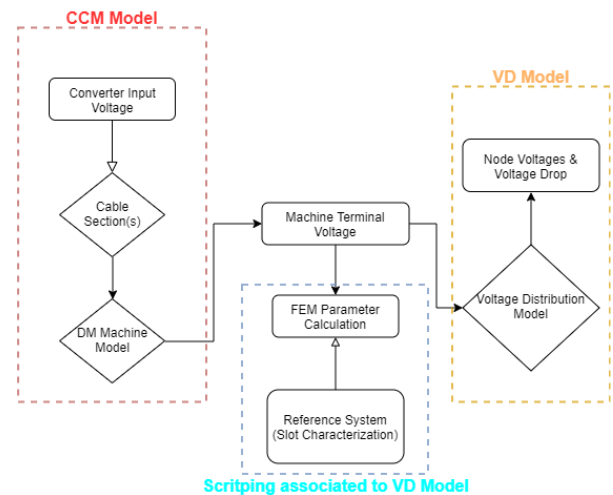 CCM Model
Converter Input
Voltage
Cable
Section(s)
DM Machine
Model
Machine Terminal
Voltage
FEM Parameter
Calculation
Reference System
(Slot Characterization)
Scritping associated to VD Model
VD Model
Node Voltages &
Voltage Drop
Voltage Distribution
Model